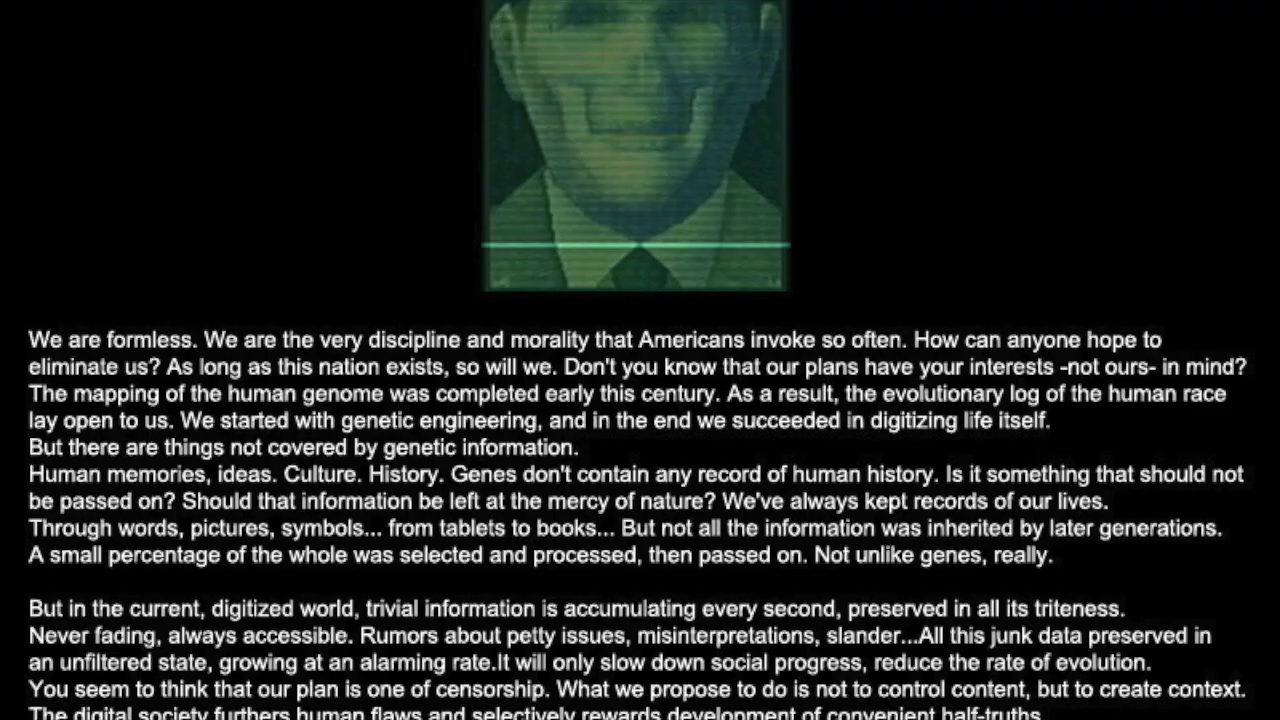 We are formless. We are the very discipline and morality that Americans invoke so often. How can anyone hope to
eliminate us? As long as this nation exists, so will we. Don't you know that our plans have your interests -not ours- in mind?
The mapping of the human genome was completed early this century. As a result, the evolutionary log of the human race
lay open to us. We started with genetic engineering, and in the end we succeeded in digitizing life itself.
But there are things not covered by genetic information.
Human memories, ideas. Culture. History. Genes don't contain any record of human history. Is it something that should not
be passed on? Should that information be left at the mercy of nature? We've always kept records of our lives.
Through words, pictures, symbols... from tablets to books... But not all the information was inherited by later generations.
A small percentage of the whole was selected and processed, then passed on. Not unlike genes, really.
But in the current, digitized world, trivial information is accumulating every second, preserved in all its triteness.
Never fading, always accessible. Rumors about petty issues, misinterpretations, slander...All this junk data preserved in
an unfiltered state, growing at an alarming rate.It will only slow down social progress, reduce the rate of evolution.
You seem to think that our plan is one of censorship. What we propose to do is not to control content, but to create context.
The digital society furthers human flaws and selectively rewards development of convenient half-truths.